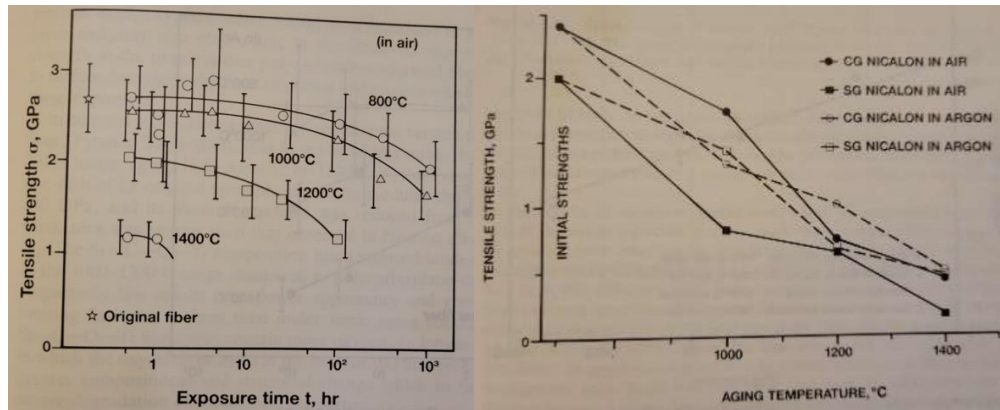 (in air)
3
800°C
Tensile strength σ, GPa
2
1000°C
1200°C
1
1400°C
☆ Original fiber
0
1 10 10² 10³
Exposure time t, hr
CG NICALON IN AIR
2
SG NICALON IN AIR
CG NICALON IN ARGON
SG NICALON IN ARGON
TENSILE STRENGTH, GPa
INITIAL STRENGTHS
1
0
1000 1200 1400
AGING TEMPERATURE, °C